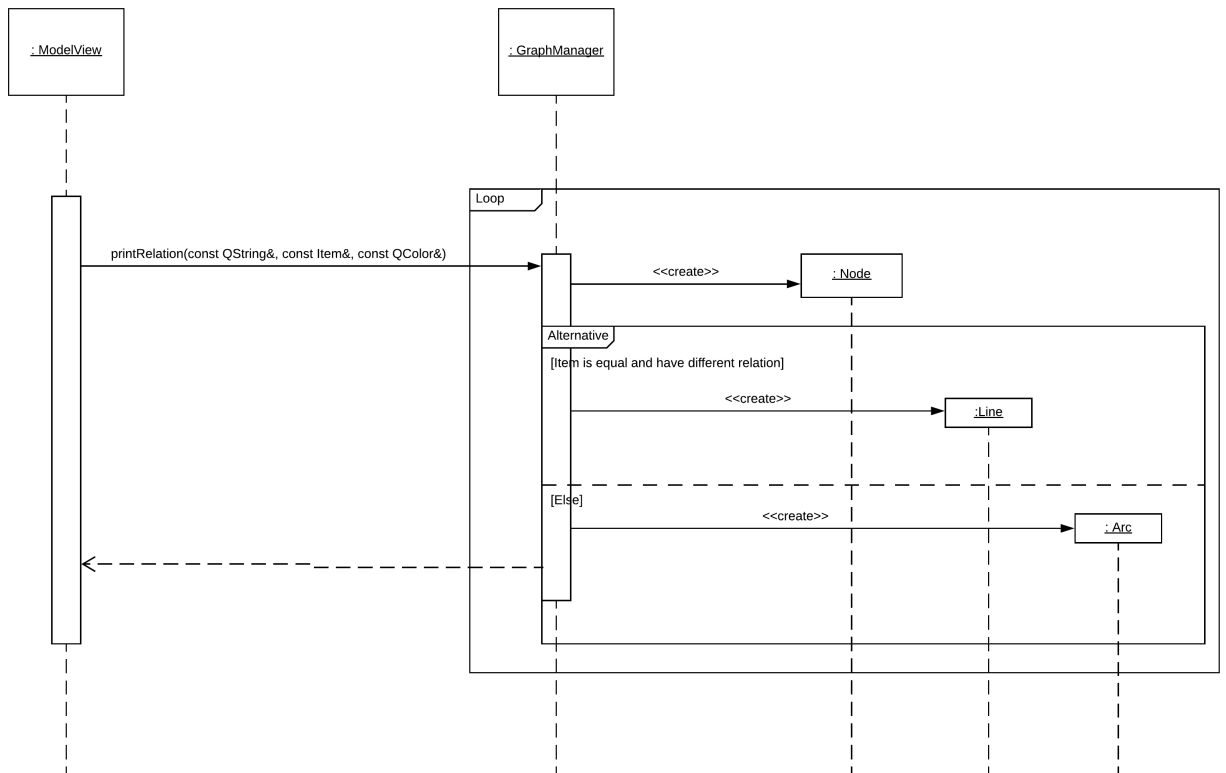 : ModelView
: GraphManager
Loop
printRelation(const QString&, const Item&, const QColor&)
<<create>>
: Node
Alternative
[Item is equal and have different relation]
<<create>>
:Line
[Else]
<<create>>
: Arc